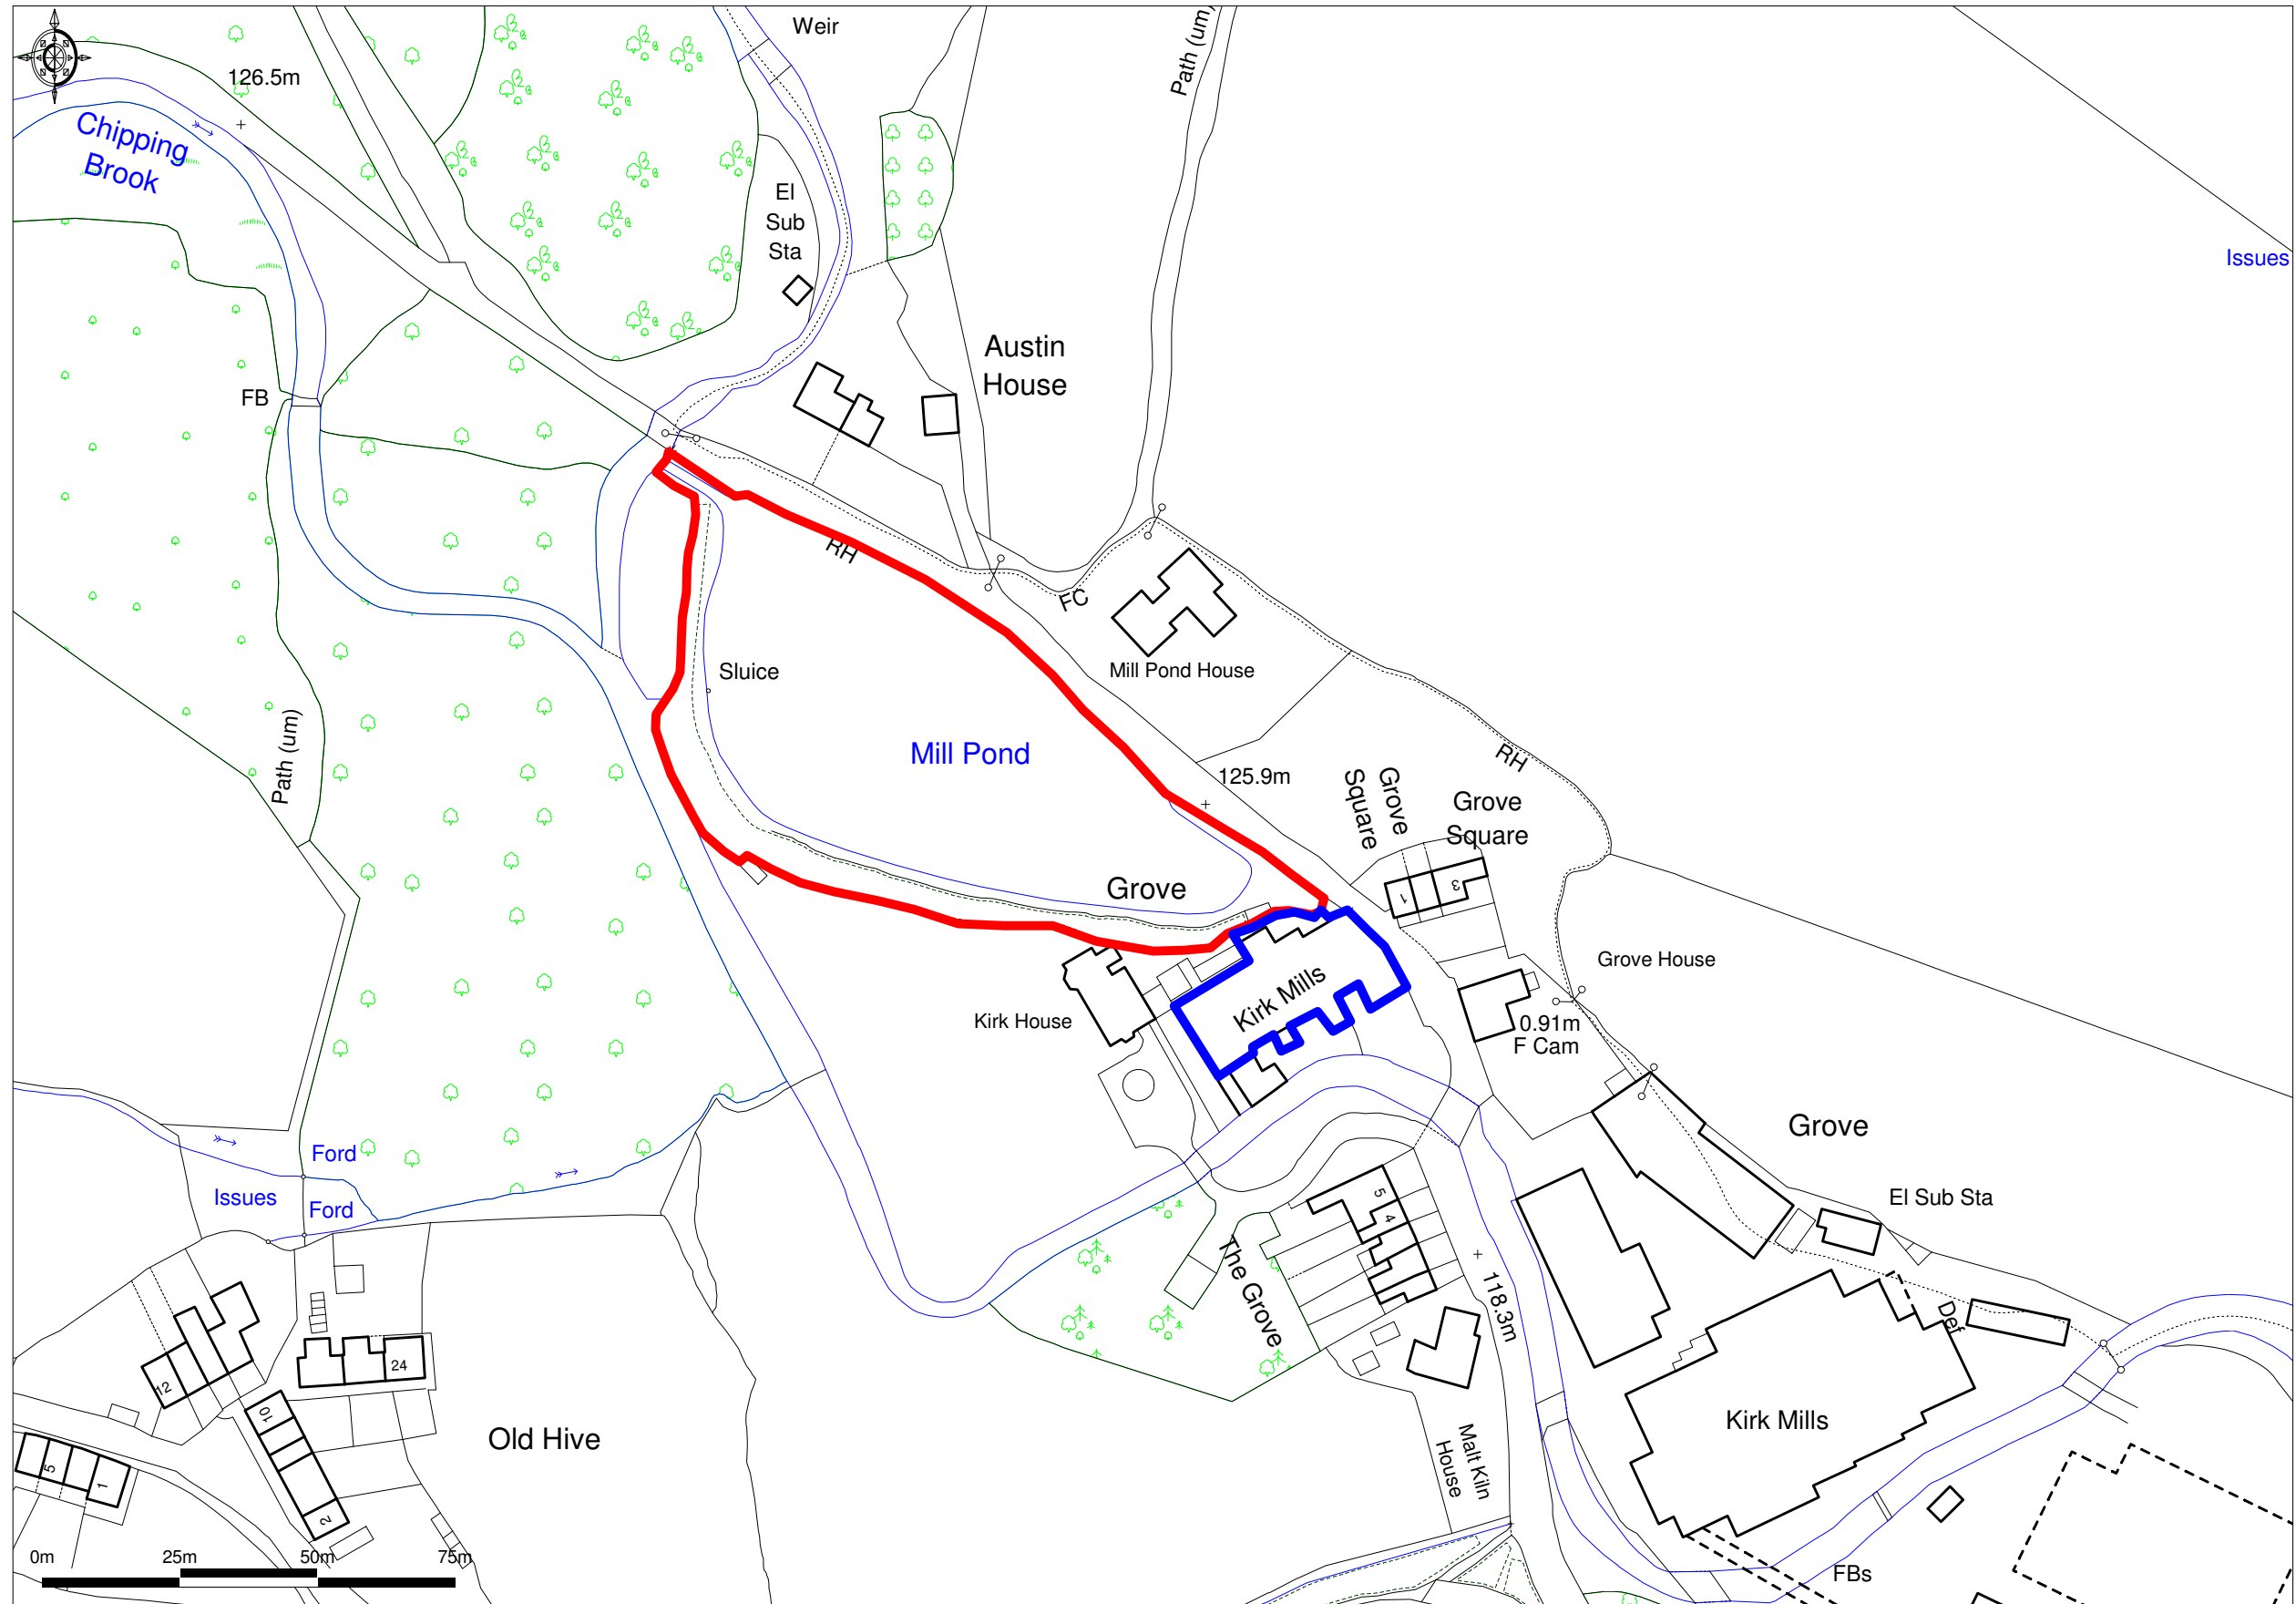 Weir
Path (um)
126.5m
Chipping
Brook
El
Sub
Sta
Issues
Austin
House
FB
RH
FC
Mill Pond House
Sluice
Mill Pond
Path (um)
125.9m
RH
Grove
Square
Grove
Square
Grove
1
3
Kirk Mills
Grove House
Kirk House
0.91m
F Cam
Grove
Ford
Issues
Ford
El Sub Sta
5
4
The Grove
118.3m
Def
12
24
10
Old Hive
Kirk Mills
Malt Kiln
House
5
1
2
0m
25m
50m
75m
FBs